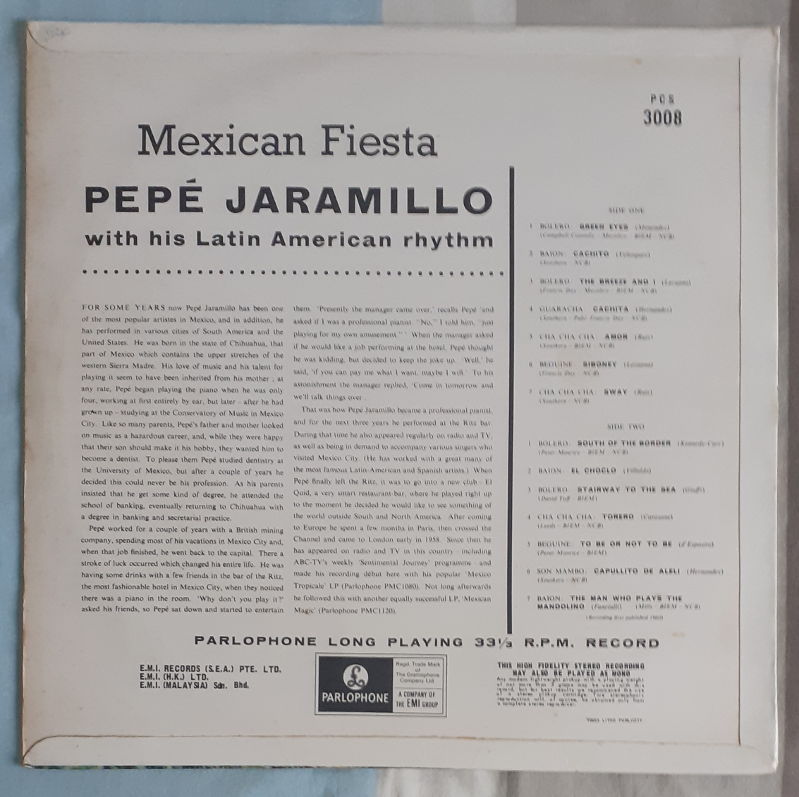 PCS
3008
Mexican Fiesta
PEPÉ JARAMILLO
with his Latin American rhythm
FOR SOME YEARS now Pepé Jaramillo has been one
of the most popular artistes in Mexico, and in addition, he
has performed in various cities of South America and the
United States. He was born in the state of Chihuahua, that
part of Mexico which contains the upper stretches of the
western Sierra Madre. His love of music and his talent for
playing it seem to have been inherited from his mother; at
any rate, Pepé began playing the piano when he was only
four, working at first entirely by ear, but later—after he had
grown up—studying at the Conservatory of Music in Mexico
City. Like so many parents, Pepé's father and mother looked
on music as a hazardous career, and, while they were happy
that their son should make it his hobby, they wanted him to
become a dentist. To please them Pepé studied dentistry at
the University of Mexico, but after a couple of years he
decided this could never be his profession. As his parents
insisted that he get some kind of degree, he attended the
school of banking, eventually returning to Chihuahua with
a degree in banking and secretarial practice.
Pepé worked for a couple of years with a British mining
company, spending most of his vacations in Mexico City and,
when that job finished, he went back to the capital. There a
stroke of luck occurred which changed his entire life. He was
having some drinks with a few friends in the bar of the Ritz,
the most fashionable hotel in Mexico City, when they noticed
there was a piano in the room. "Why don't you play it?"
asked his friends, so Pepé sat down and started to entertain
them. 'Presently the manager came over,' recalls Pepé 'and
asked if I was a professional pianist. "No," I told him, "just
playing for my own amusement."' When the manager asked
if he would like a job performing at the hotel, Pepé thought
he was kidding, but decided to keep the joke up. 'Well,' he
said, 'if you can pay me what I want, maybe I will.' To his
astonishment the manager replied, 'Come in tomorrow and
we'll talk things over.'
That was how Pepé Jaramillo became a professional pianist,
and for the next three years he performed at the Ritz bar.
During that time he also appeared regularly on radio and TV,
as well as being in demand to accompany various singers who
visited Mexico City. (He has worked with a great many of
the most famous Latin-American and Spanish artists.) When
Pepé finally left the Ritz, it was to go into a new club—El
Quid, a very smart restaurant-bar, where he played right up
to the moment he decided he would like to see something of
the world outside South and North America. After coming
to Europe he spent a few months in Paris, then crossed the
Channel and came to London early in 1958. Since then he
has appeared on radio and TV in this country—including
ABC-TV's weekly 'Sentimental Journey' programme—and
made his recording début here with his popular 'Mexico
Tropicale' LP (Parlophone PMC1080). Not long afterwards
he followed this with another equally successful LP, 'Mexican
Magic' (Parlophone PMC1120).
SIDE ONE
1 BOLERO: GREEN EYES (Menendez)
2 BAION: CACHITO (Velasquez)
3 BOLERO: THE BREEZE AND I (Lecuona)
4 GUARACHA: CACHITA (Hernandez)
5 CHA CHA CHA: AMOR (Ruiz)
6 BEGUINE: SIBONEY (Lecuona)
7 CHA CHA CHA: SWAY (Ruiz)
SIDE TWO
1 BOLERO: SOUTH OF THE BORDER (Kennedy-Carr)
2 BAION: EL CHOCLO (Villoldo)
3 BOLERO: STAIRWAY TO THE SEA
4 CHA CHA CHA: TORERO (Carosone)
5 BEGUINE: TO BE OR NOT TO BE
6 SON MAMBO: CAPULLITO DE ALELI (Hernandez)
7 BAION: THE MAN WHO PLAYS THE
MANDOLINO (Fanciulli)
PARLOPHONE LONG PLAYING 33⅓ R.P.M. RECORD
E.M.I. RECORDS (S.E.A.) PTE. LTD.
E.M.I. (H.K.) LTD.
E.M.I. (MALAYSIA) Sdn. Bhd.
£
PARLOPHONE
Regd. Trade Mark
of
The Gramophone
Company Ltd
A COMPANY OF
THE EMI GROUP
THIS HIGH FIDELITY STEREO RECORDING
MAY ALSO BE PLAYED AS MONO